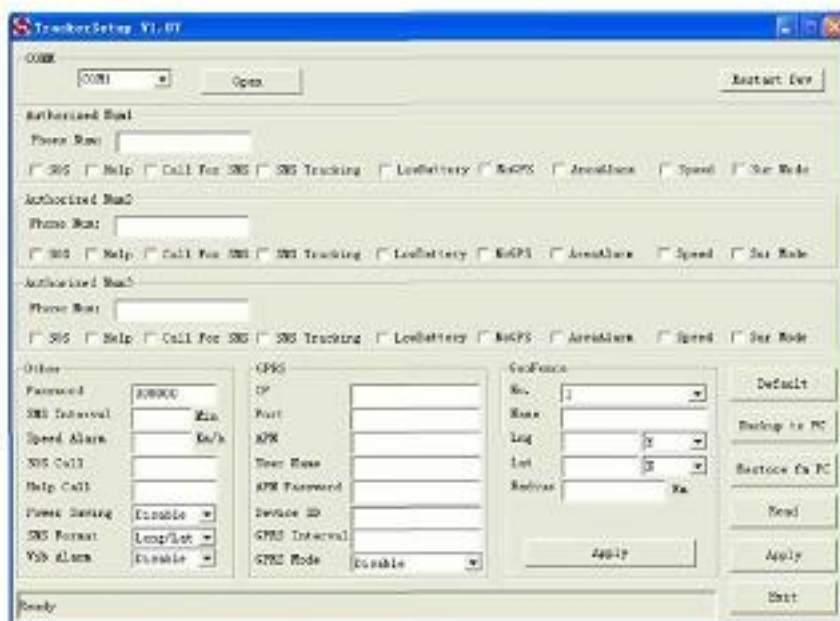 TrackerSetup V1.07
COMM
COM1 Open Restart Dev
Authorized Num1
Phone Num:
SOS Help Call For SMS SMS Tracking LowBattery NoGPS AreaAlarm Speed Sur Mode
Authorized Num2
Phone Num:
SOS Help Call For SMS SMS Tracking LowBattery NoGPS AreaAlarm Speed Sur Mode
Authorized Num3
Phone Num:
SOS Help Call For SMS SMS Tracking LowBattery NoGPS AreaAlarm Speed Sur Mode
Other
Password 000000
SMS Interval Min
Speed Alarm Km/h
SOS Call
Help Call
Power Saving Disable
SMS Format Long/Lat
Vib Alarm Disable
GPRS
IP
Port
APN
User Name
APN Password
Device ID
GPRS Interval
GPRS Mode Disable
GeoFence
No. 1
Name
Lng
Lat N
Radius Km
Apply
Default
Backup to PC
Restore fm PC
Read
Apply
Exit
Ready